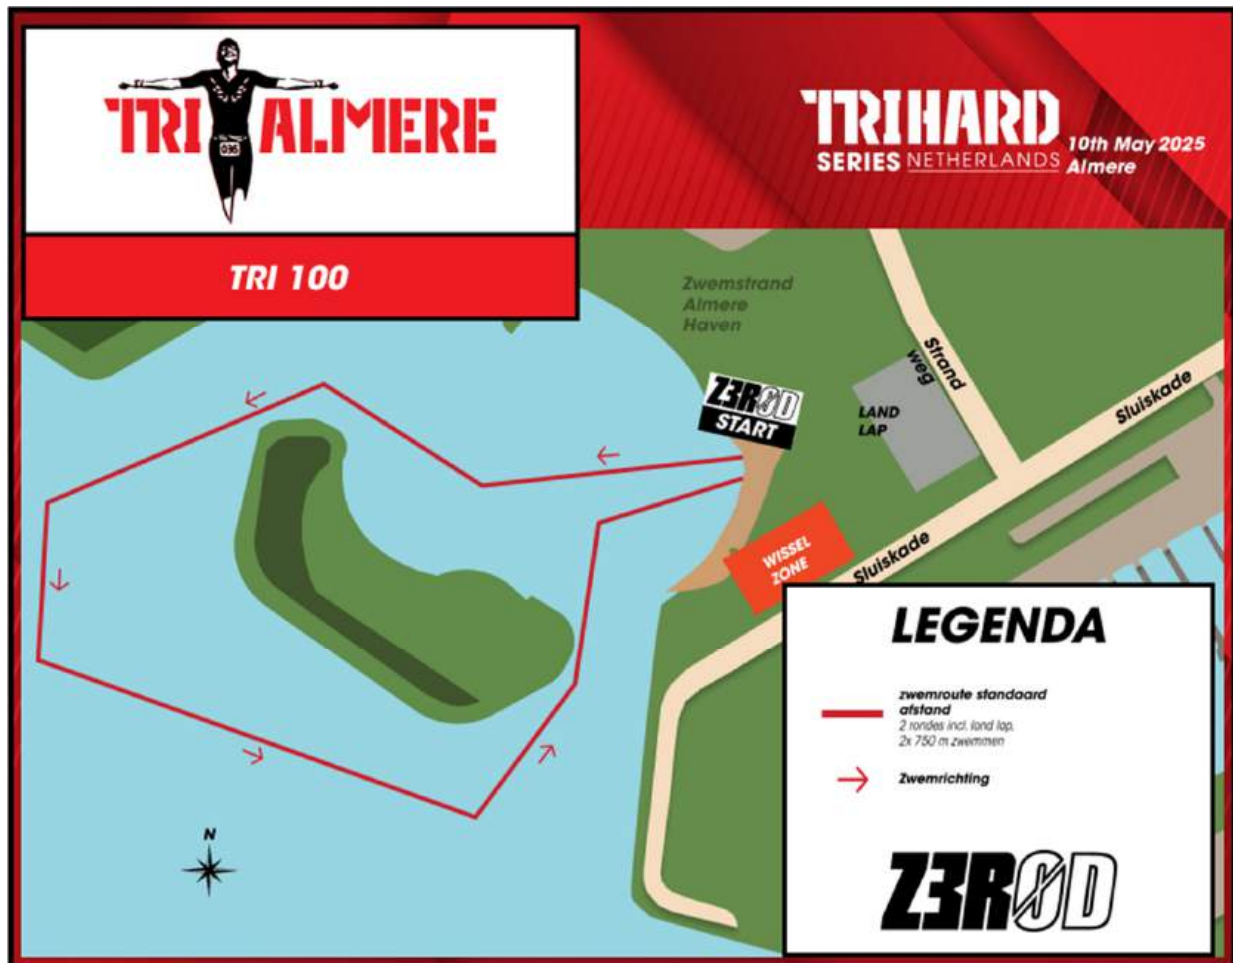 TRI ALMERE
036
TRI 100
TRIHARD
SERIES NETHERLANDS
10th May 2025
Almere
Zwemstrand
Almere
Haven
Z3RØD
START
Strand
weg
LAND
LAP
Sluiskade
WISSEL
ZONE
Sluiskade
LEGENDA
zwemroute standaard
afstand
2 rondes incl. land lap.
2x 750 m zwemmen
Zwemrichting
N
Z3RØD